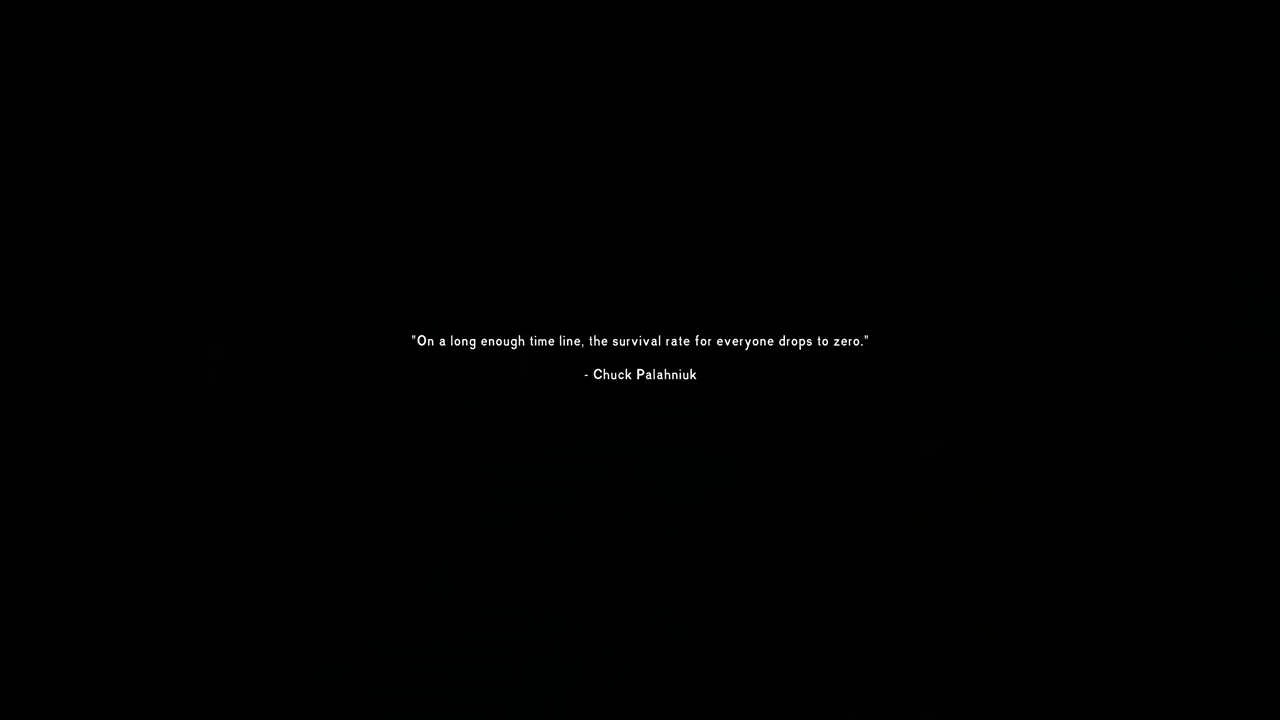 "On a long enough time line, the survival rate for everyone drops to zero."
- Chuck Palahniuk